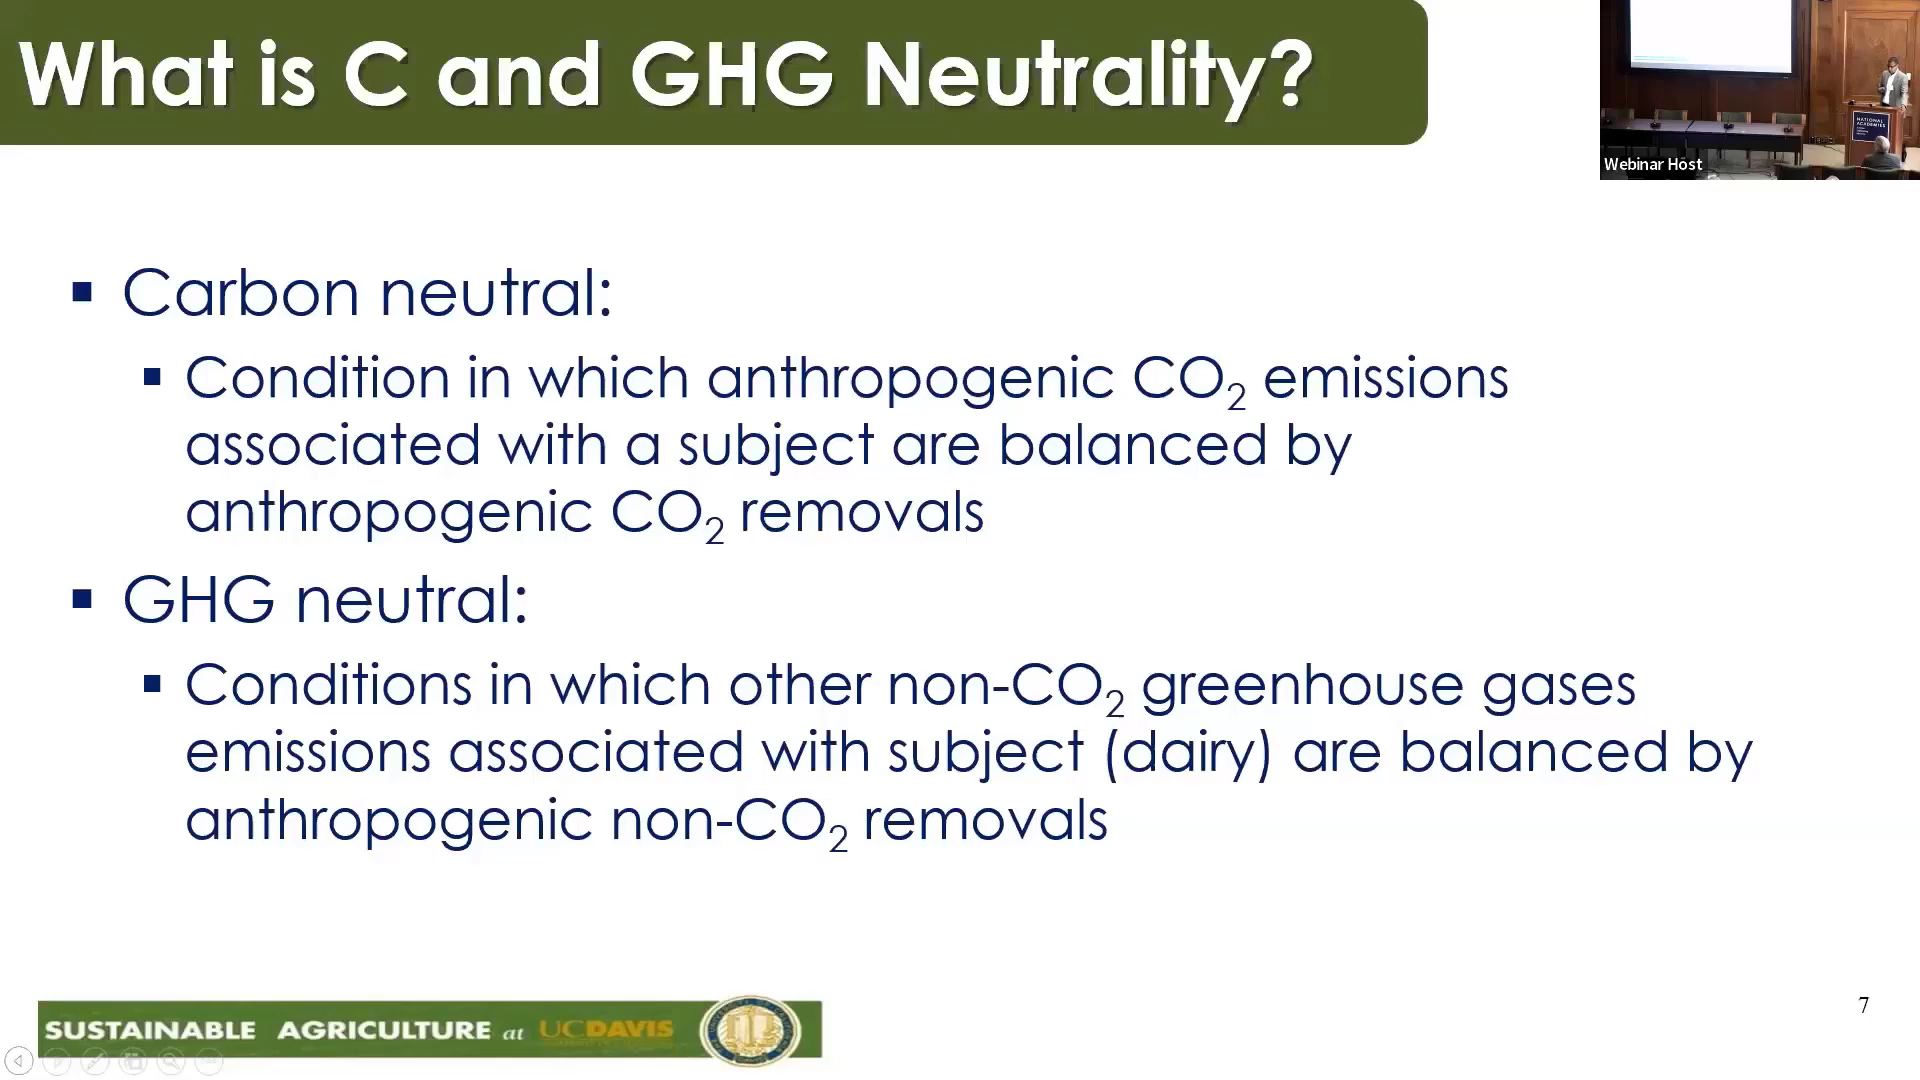 What is C and GHG Neutrality?
NATIONAL
ACADEMIES
Webinar Host
▪ Carbon neutral:
▪ Condition in which anthropogenic CO₂ emissions
associated with a subject are balanced by
anthropogenic CO₂ removals
▪ GHG neutral:
▪ Conditions in which other non-CO₂ greenhouse gases
emissions associated with subject (dairy) are balanced by
anthropogenic non-CO₂ removals
SUSTAINABLE AGRICULTURE at UCDAVIS
7